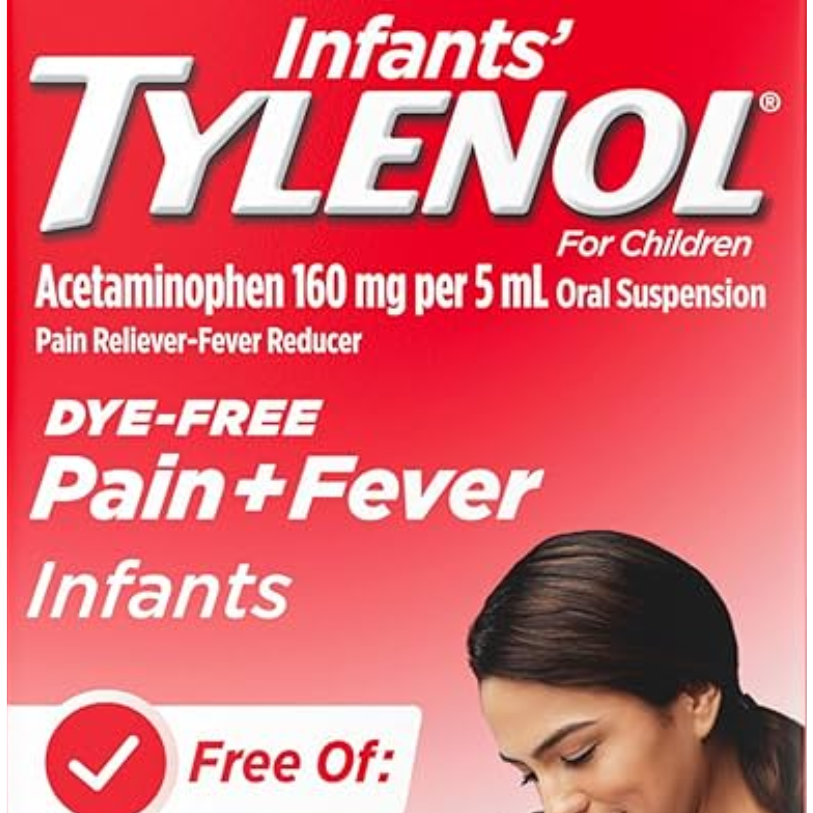 Infants’
TYLENOL®
For Children
Acetaminophen 160 mg per 5 mL Oral Suspension
Pain Reliever-Fever Reducer
DYE-FREE
Pain+Fever
Infants
Free Of: